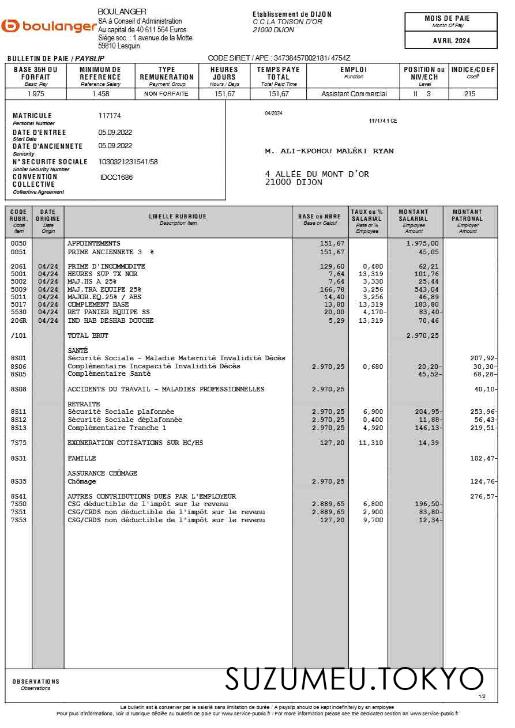 BOULANGER
boulanger
SA à Conseil d'Administration
Au capital de 40 611 564 Euros
Siège soc. : 1 avenue de la Motte
59810 Lesquin
Etablissement de DIJON
C C LA TOISON D'OR
21000 DIJON
MOIS DE PAIE
Month Of Pay
AVRIL 2024
BULLETIN DE PAIE / PAYSLIP
CODE SIRET / APE : 34738457002181/ 4754Z
BASE 35H OU FORFAIT MINIMUM DE REFERENCE TYPE REMUNERATION HEURES JOURS TEMPS PAYE TOTAL EMPLOI POSITION ou NIV/ECH INDICE/COEF
Basic Pay Reference Salary Payment Group Hours / Days Total Paid Time Function Level Coeff
1.975 1.458 NON FORFAITE 151,67 151,67 Assistant Commercial II 3 215
MATRICULE 117174
Personal Number
DATE D'ENTREE 05.09.2022
Start Date
DATE D'ANCIENNETE 05.09.2022
Seniority
N°SECURITE SOCIALE 1030321231541/58
Social Security Number
CONVENTION COLLECTIVE IDCC1686
Collective Agreement
04/2024
M. ALI-KPOHOU MALÉKI RYAN
4 ALLÉE DU MONT D'OR
21000 DIJON
CODE RUBR. DATE ORIGINE LIBELLE RUBRIQUE BASE ou NBRE TAUX ou % SALARIAL MONTANT SALARIAL MONTANT PATRONAL
Code Item Date Origin Description Item Base or Calcul Rate or % Employee Employee Amount Employer Amount
0050 APPOINTEMENTS 151,67 1.975,00
0051 PRIME ANCIENNETE 3 % 151,67 45,05
2061 04/24 PRIME D'INCOMMODITE 129,60 0,480 62,21
5001 04/24 HEURES SUP TX NOR 7,64 13,319 101,76
5002 04/24 MAJ.HS A 25% 7,64 3,330 25,44
5009 04/24 MAJ.TRA EQUIPE 25% 166,78 3,256 543,04
5011 04/24 MAJOR.EQ.25% / ABS 14,40 3,256 46,89
5017 04/24 COMPLEMENT BASE 13,80 13,319 183,80
5530 04/24 RET PANIER EQUIPE SS 20,00 4,170- 83,40-
206R 04/24 IND HAB DESHAB DOUCHE 5,29 13,319 70,46
/101 TOTAL BRUT 2.970,25
SANTÉ
8S01 Sécurité Sociale - Maladie Maternité Invalidité Décès 207,92-
8S06 Complémentaire Incapacité Invalidité Décès 2.970,25 0,680 20,20- 30,30-
8S05 Complémentaire Santé 45,52- 68,28-
8S08 ACCIDENTS DU TRAVAIL - MALADIES PROFESSIONNELLES 2.970,25 40,10-
RETRAITE
8S11 Sécurité Sociale plafonnée 2.970,25 6,900 204,95- 253,96-
8S12 Sécurité Sociale déplafonnée 2.970,25 0,400 11,88- 56,43-
8S13 Complémentaire Tranche 1 2.970,25 4,920 146,13- 219,51-
7S75 EXONERATION COTISATIONS SUR HC/HS 127,20 11,310 14,39
8S31 FAMILLE 102,47-
ASSURANCE CHÔMAGE
8S35 Chômage 2.970,25 124,76-
8S41 AUTRES CONTRIBUTIONS DUES PAR L'EMPLOYEUR 276,57-
7S50 CSG déductible de l'impôt sur le revenu 2.889,65 6,800 196,50-
7S51 CSG/CRDS non déductible de l'impôt sur le revenu 2.889,65 2,900 83,80-
7S53 CSG/CRDS non déductible de l'impôt sur le revenu 127,20 9,700 12,34-
OBSERVATIONS
Observations
SUZUMEU.TOKYO
1/2
Le bulletin est à conserver par le salarié sans limitation de durée / A payslip should be kept indefinitely by an employee
Pour plus d'informations, voir la rubrique dédiée au bulletin de paie sur www.service-public.fr / For more information please see the dedicated section on www.service-public.fr